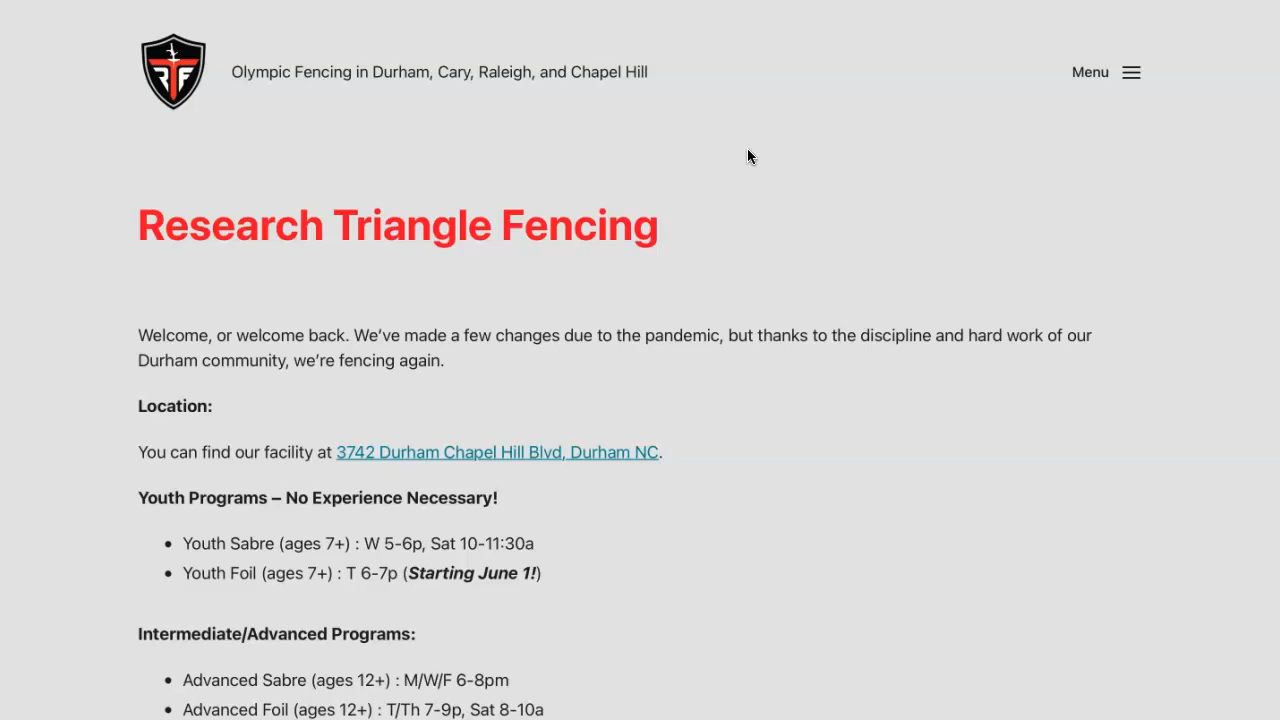 RTF
Olympic Fencing in Durham, Cary, Raleigh, and Chapel Hill
Menu
Research Triangle Fencing
Welcome, or welcome back. We’ve made a few changes due to the pandemic, but thanks to the discipline and hard work of our
Durham community, we’re fencing again.
Location:
You can find our facility at 3742 Durham Chapel Hill Blvd, Durham NC.
Youth Programs – No Experience Necessary!
• Youth Sabre (ages 7+) : W 5-6p, Sat 10-11:30a
• Youth Foil (ages 7+) : T 6-7p (Starting June 1!)
Intermediate/Advanced Programs:
• Advanced Sabre (ages 12+) : M/W/F 6-8pm
• Advanced Foil (ages 12+) : T/Th 7-9p, Sat 8-10a